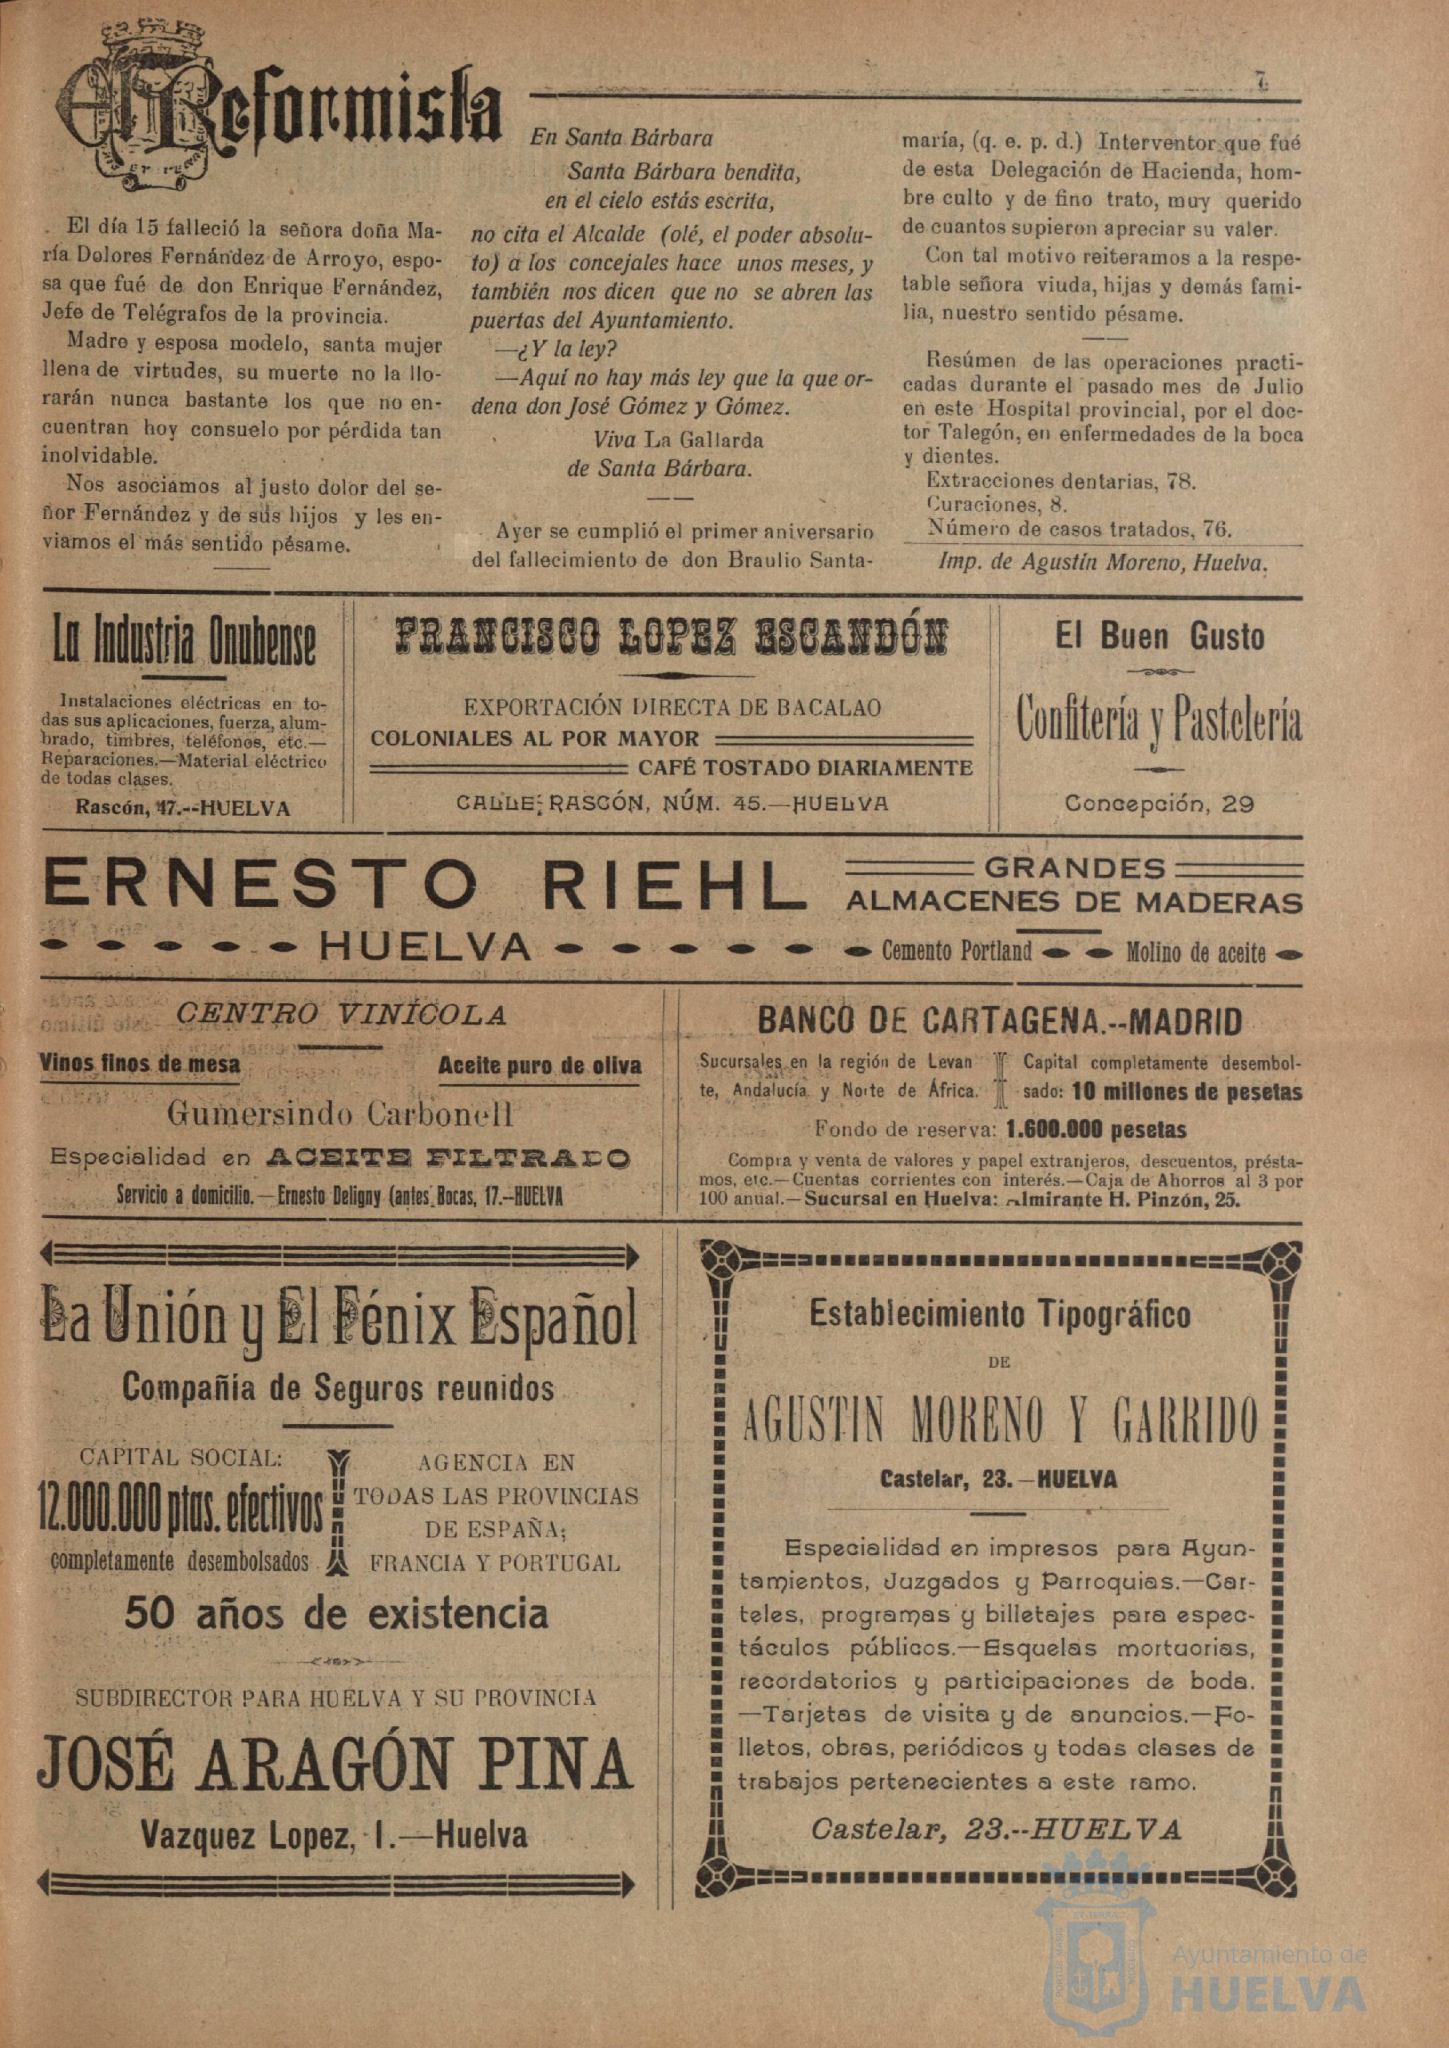 El Reformista
7
El día 15 falleció la señora doña Ma-
ría Dolores Fernández de Arroyo, espo-
sa que fué de don Enrique Fernández,
Jefe de Telégrafos de la provincia.
Madre y esposa modelo, santa mujer
llena de virtudes, su muerte no la llo-
rarán nunca bastante los que no en-
cuentran hoy consuelo por pérdida tan
inolvidable.
Nos asociamos al justo dolor del se-
ñor Fernández y de sus hijos y les en-
viamos el más sentido pésame.
En Santa Bárbara
Santa Bárbara bendita,
en el cielo estás escrita,
no cita el Alcalde (olé, el poder absolu-
to) a los concejales hace unos meses, y
también nos dicen que no se abren las
puertas del Ayuntamiento.
—¿Y la ley?
—Aquí no hay más ley que la que or-
dena don José Gómez y Gómez.
Viva La Gallarda
de Santa Bárbara.
Ayer se cumplió el primer aniversario
del fallecimiento de don Braulio Santa-
maría, (q. e. p. d.) Interventor que fué
de esta Delegación de Hacienda, hom-
bre culto y de fino trato, muy querido
de cuantos supieron apreciar su valer.
Con tal motivo reiteramos a la respe-
table señora viuda, hijas y demás fami-
lia, nuestro sentido pésame.
Resúmen de las operaciones practi-
cadas durante el pasado mes de Julio
en este Hospital provincial, por el doc-
tor Talegón, en enfermedades de la boca
y dientes.
Extracciones dentarias, 78.
Curaciones, 8.
Número de casos tratados, 76.
Imp. de Agustín Moreno, Huelva.
La Industria Onubense
Instalaciones eléctricas en to-
das sus aplicaciones, fuerza, alum-
brado, timbres, teléfonos, etc.—
Reparaciones.—Material eléctrico
de todas clases.
Rascón, 17.--HUELVA
FRANCISCO LOPEZ ESCANDÓN
EXPORTACIÓN DIRECTA DE BACALAO
COLONIALES AL POR MAYOR
CAFÉ TOSTADO DIARIAMENTE
CALLE: RASCÓN, NÚM. 45.—HUELVA
El Buen Gusto
Confitería y Pastelería
Concepción, 29
ERNESTO RIEHL
HUELVA
GRANDES
ALMACENES DE MADERAS
Cemento Portland
Molino de aceite
CENTRO VINÍCOLA
Vinos finos de mesa
Aceite puro de oliva
Gumersindo Carbonell
Especialidad en ACEITE FILTRADO
Servicio a domicilio.—Ernesto Deligny (antes Bocas, 17.--HUELVA
BANCO DE CARTAGENA.--MADRID
Sucursales en la región de Levan
te, Andalucía y Norte de África.
Capital completamente desembol-
sado: 10 millones de pesetas
Fondo de reserva: 1.600.000 pesetas
Compra y venta de valores y papel extranjeros, descuentos, présta-
mos, etc.—Cuentas corrientes con interés.—Caja de Ahorros al 3 por
100 anual.—Sucursal en Huelva: Almirante H. Pinzón, 25.
La Unión y El Fénix Español
Compañía de Seguros reunidos
CAPITAL SOCIAL:
12.000.000 ptas. efectivos
completamente desembolsados
AGENCIA EN
TODAS LAS PROVINCIAS
DE ESPAÑA;
FRANCIA Y PORTUGAL
50 años de existencia
SUBDIRECTOR PARA HUELVA Y SU PROVINCIA
JOSÉ ARAGÓN PINA
Vazquez Lopez, 1.—Huelva
Establecimiento Tipográfico
DE
AGUSTIN MORENO Y GARRIDO
Castelar, 23.—HUELVA
Especialidad en impresos para Ayun-
tamientos, Juzgados y Parroquias.—Car-
teles, programas y billetajes para espec-
táculos públicos.—Esquelas mortuorias,
recordatorios y participaciones de boda.
—Tarjetas de visita y de anuncios.—Fo-
lletos, obras, periódicos y todas clases de
trabajos pertenecientes a este ramo.
Castelar, 23.--HUELVA
Ayuntamiento de
HUELVA